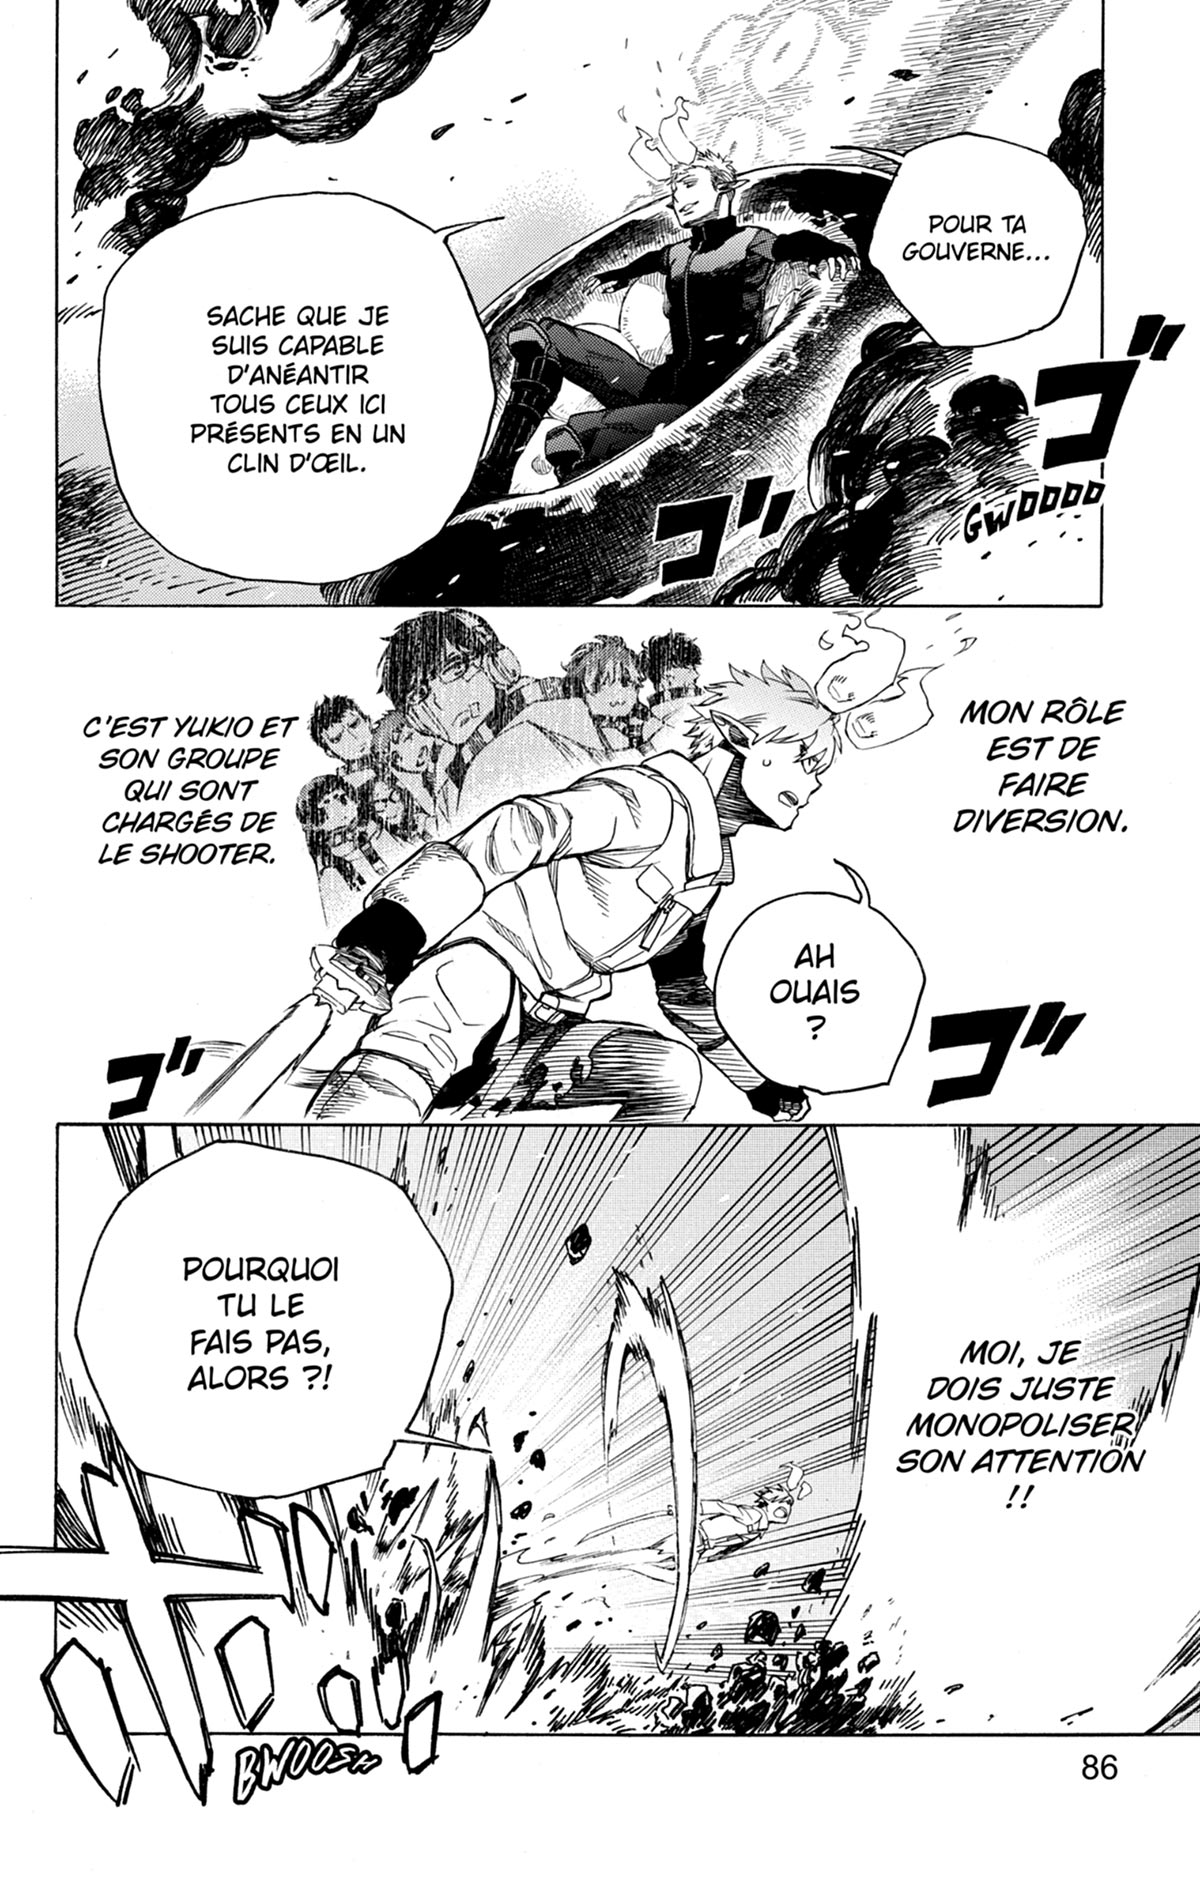 POUR TA
GOUVERNE...
SACHE QUE JE
SUIS CAPABLE
D'ANÉANTIR
TOUS CEUX ICI
PRÉSENTS EN UN
CLIN D'ŒIL.
ゴ
GWOOOO
ゴ
MON RÔLE
EST DE
FAIRE
DIVERSION.
C'EST YUKIO ET
SON GROUPE
QUI SONT
CHARGÉS DE
LE SHOOTER.
AH
OUAIS
?
ゴ
ゴ
MOI, JE
DOIS JUSTE
MONOPOLISER
SON ATTENTION
!!
POURQUOI
TU LE
FAIS PAS,
ALORS ?!
BWOOSH
86